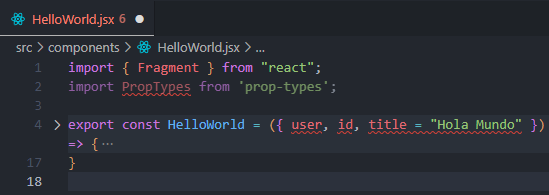 HelloWorld.jsx 6
src > components > HelloWorld.jsx > ...
1 import { Fragment } from "react";
2 import PropTypes from 'prop-types';
3
4 export const HelloWorld = ({ user, id, title = "Hola Mundo" })
=> { ...
17 }
18